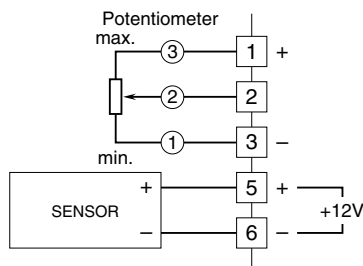 Potentiometer
max.
3 1 +
2 2
1 3 –
min.
+ 5 +
SENSOR +12V
– 6 –